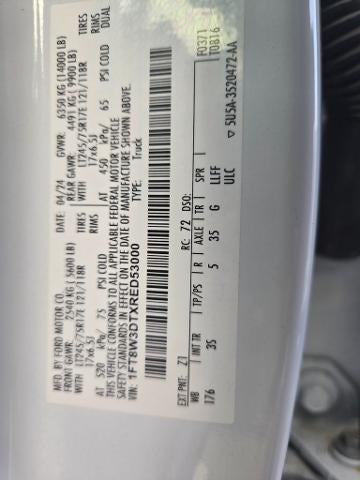 MFD. BY FORD MOTOR CO. DATE: 04/24 GVWR: 6350 KG (14000 LB)
FRONT GAWR: 2540 KG ( 5600 LB) REAR GAWR: 4491 KG ( 9900 LB)
WITH LT245/75R17E 121/118R TIRES WITH LT245/75R17E 121/118R TIRES
17x6.5J RIMS 17x6.5J RIMS
AT 520 kPa/ 75 PSI COLD AT 450 kPa/ 65 PSI COLD DUAL
THIS VEHICLE CONFORMS TO ALL APPLICABLE FEDERAL MOTOR VEHICLE
SAFETY STANDARDS IN EFFECT ON THE DATE OF MANUFACTURE SHOWN ABOVE.
VIN: 1FT8W3DTXRED53000 TYPE: Truck
F0371
T0816
EXT PNT: Z1 RC: 72 DSO:
WB INT TR TP/PS R AXLE TR SPR
176 3S 5 35 G LLFF
ULC
▽ 5U5A-3520472-AA